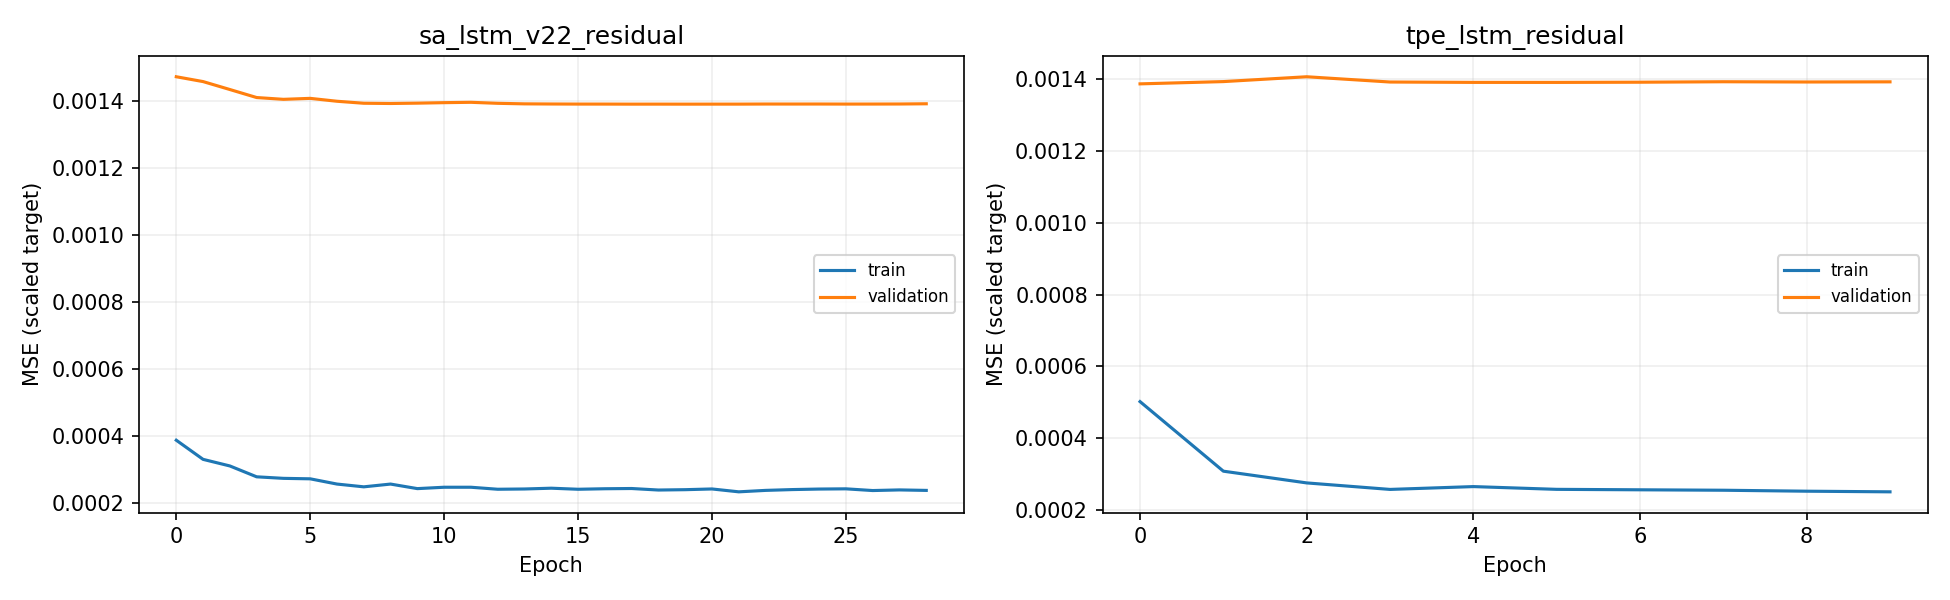 sa_lstm_v22_residual
MSE (scaled target)
0.0014
0.0012
0.0010
0.0008
0.0006
0.0004
0.0002
train
validation
0 5 10 15 20 25
Epoch
tpe_lstm_residual
MSE (scaled target)
0.0014
0.0012
0.0010
0.0008
0.0006
0.0004
0.0002
train
validation
0 2 4 6 8
Epoch